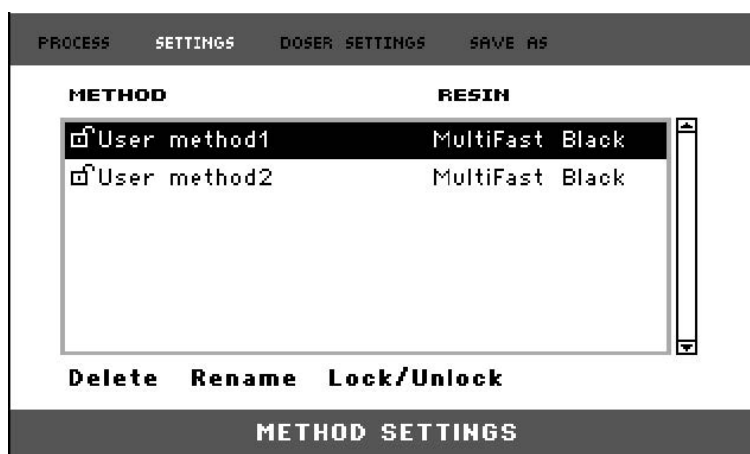 PROCESS SETTINGS DOSER SETTINGS SAVE AS
METHOD RESIN
User method1 MultiFast Black
User method2 MultiFast Black
Delete Rename Lock/Unlock
METHOD SETTINGS